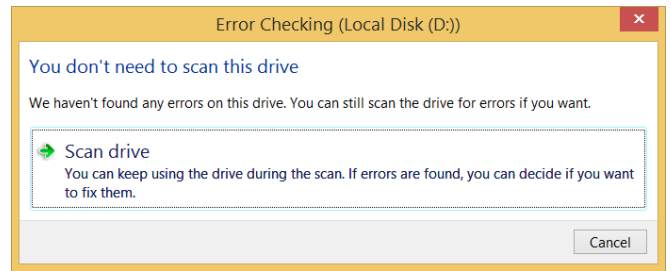 Error Checking (Local Disk (D:))
You don't need to scan this drive
We haven't found any errors on this drive. You can still scan the drive for errors if you want.
Scan drive
You can keep using the drive during the scan. If errors are found, you can decide if you want
to fix them.
Cancel